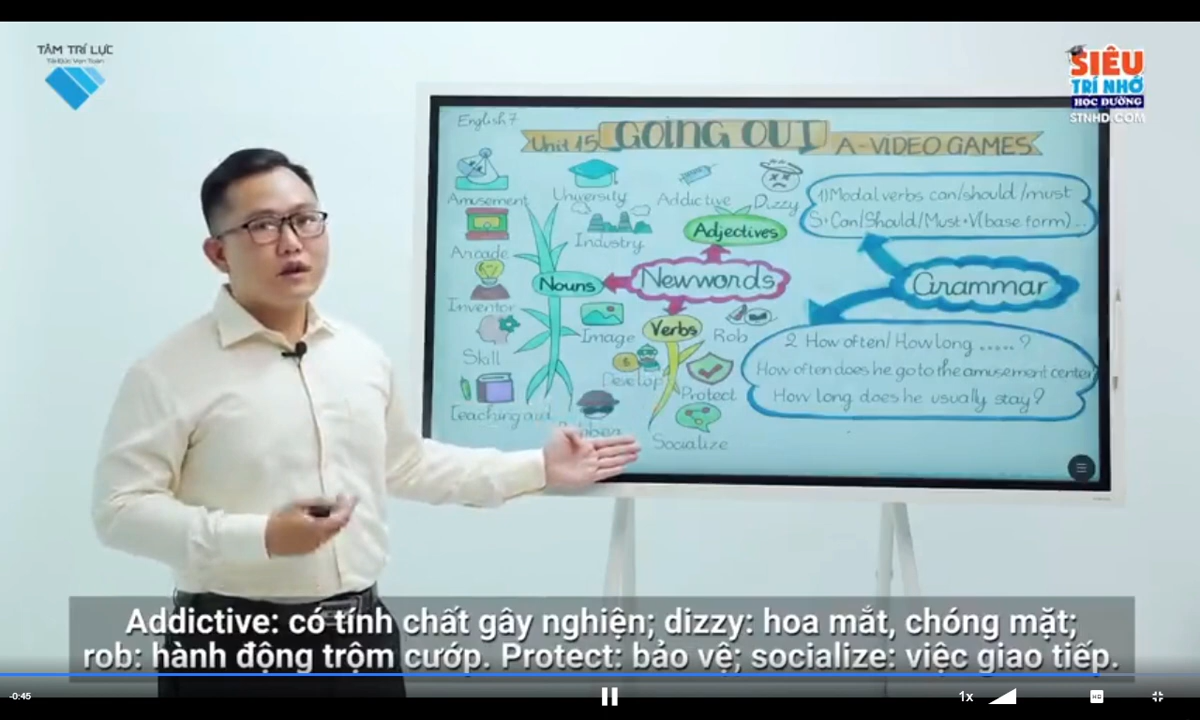 TÂM TRÍ LỰC
SIÊU
TRÍ NHỚ
HỌC ĐƯỜNG
STNHD.COM
English 7
Unit 15 GOING OUT A-VIDEO GAMES
Amusement
University
Addictive
Dizzy
Arcade
Industry
Adjectives
Inventor
Nouns
Newwords
Image
Verbs
Rob
Skill
Develop
Protect
Teaching aid
Socialize
1) Modal verbs can/should/must
S+Can/Should/Must+V(base form)...
Grammar
2. How often/How long .....?
How often does he go to the amusement center
How long does he usually stay?
Addictive: có tính chất gây nghiện; dizzy: hoa mắt, chóng mặt;
rob: hành động trộm cướp. Protect: bảo vệ; socialize: việc giao tiếp.
-0:45
1x
HD